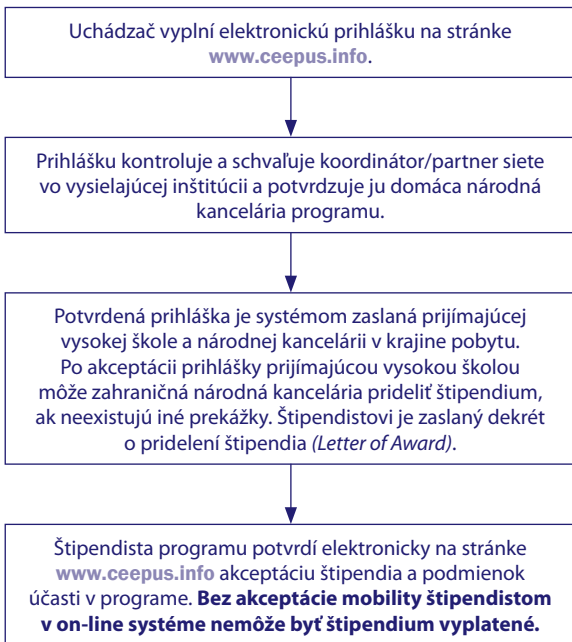 Uchádzač vyplní elektronickú prihlášku na stránke
www.ceepus.info.
Prihlášku kontroluje a schvaľuje koordinátor/partner siete
vo vysielajúcej inštitúcii a potvrdzuje ju domáca národná
kancelária programu.
Potvrdená prihláška je systémom zaslaná prijímajúcej
vysokej škole a národnej kancelárii v krajine pobytu.
Po akceptácii prihlášky prijímajúcou vysokou školou
môže zahraničná národná kancelária prideliť štipendium,
ak neexistujú iné prekážky. Štipendistovi je zaslaný dekrét
o pridelení štipendia (Letter of Award).
Štipendista programu potvrdí elektronicky na stránke
www.ceepus.info akceptáciu štipendia a podmienok
účasti v programe. Bez akceptácie mobility štipendistom
v on-line systéme nemôže byť štipendium vyplatené.